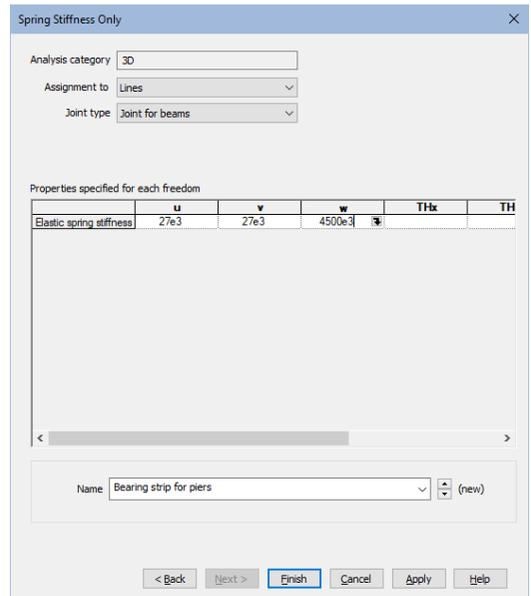 Spring Stiffness Only
Analysis category 3D
Assignment to Lines
Joint type Joint for beams
Properties specified for each freedom
u v w THx TH
Elastic spring stiffness 27e3 27e3 4500e3
Name Bearing strip for piers (new)
< Back Next > Finish Cancel Apply Help